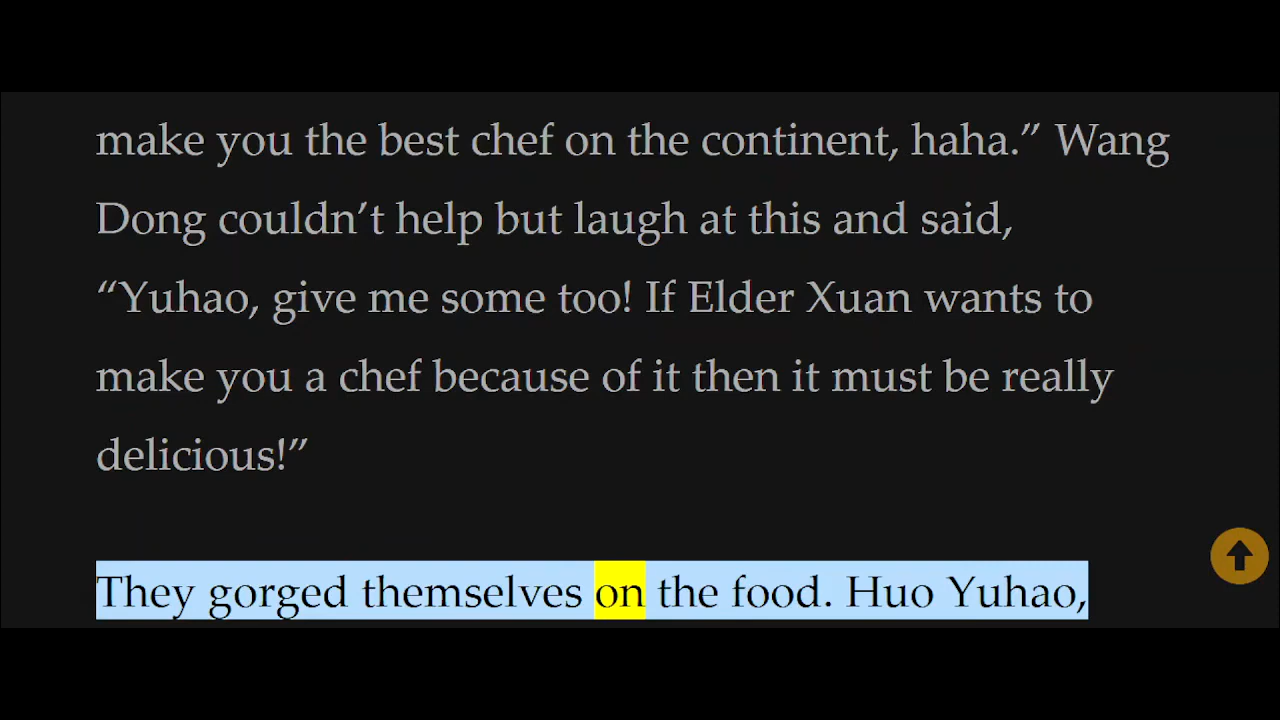 make you the best chef on the continent, haha.” Wang
Dong couldn’t help but laugh at this and said,
“Yuhao, give me some too! If Elder Xuan wants to
make you a chef because of it then it must be really
delicious!”
They gorged themselves on the food. Huo Yuhao,